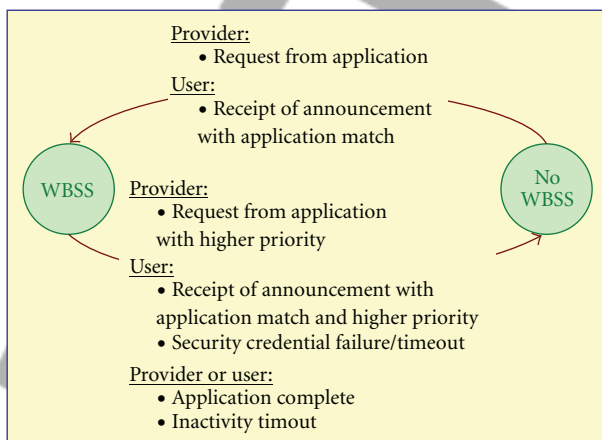 Provider:
• Request from application
User:
• Receipt of announcement
with application match
WBSS
No
WBSS
Provider:
• Request from application
with higher priority
User:
• Receipt of announcement with
application match and higher priority
• Security credential failure/timeout
Provider or user:
• Application complete
• Inactivity timout